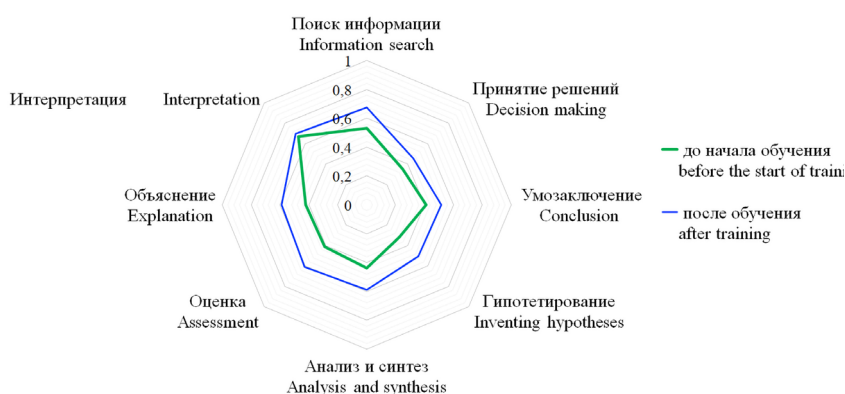 Поиск информации
Information search
1
Принятие решений
Decision making
0,8
Интерпретация Interpretation
0,6
0,4
до начала обучения
before the start of traini
0,2
Объяснение
Explanation
0
Умозаключение
Conclusion
после обучения
after training
Оценка
Assessment
Гипотетирование
Inventing hypotheses
Анализ и синтез
Analysis and synthesis